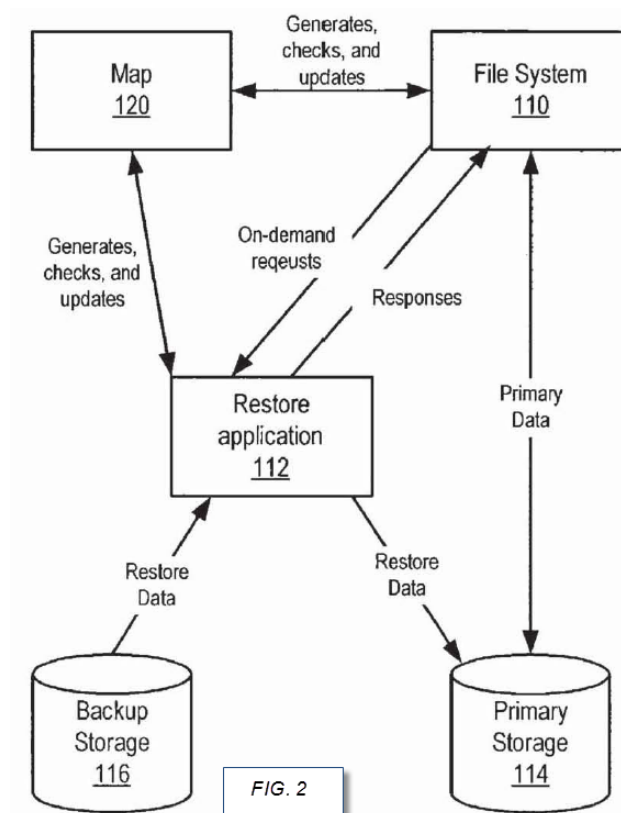 Generates,
checks, and
updates
Map
120
File System
110
Generates,
checks, and
updates
On-demand
reqeusts
Responses
Restore
application
112
Primary
Data
Restore
Data
Restore
Data
Backup
Storage
116
Primary
Storage
114
FIG. 2